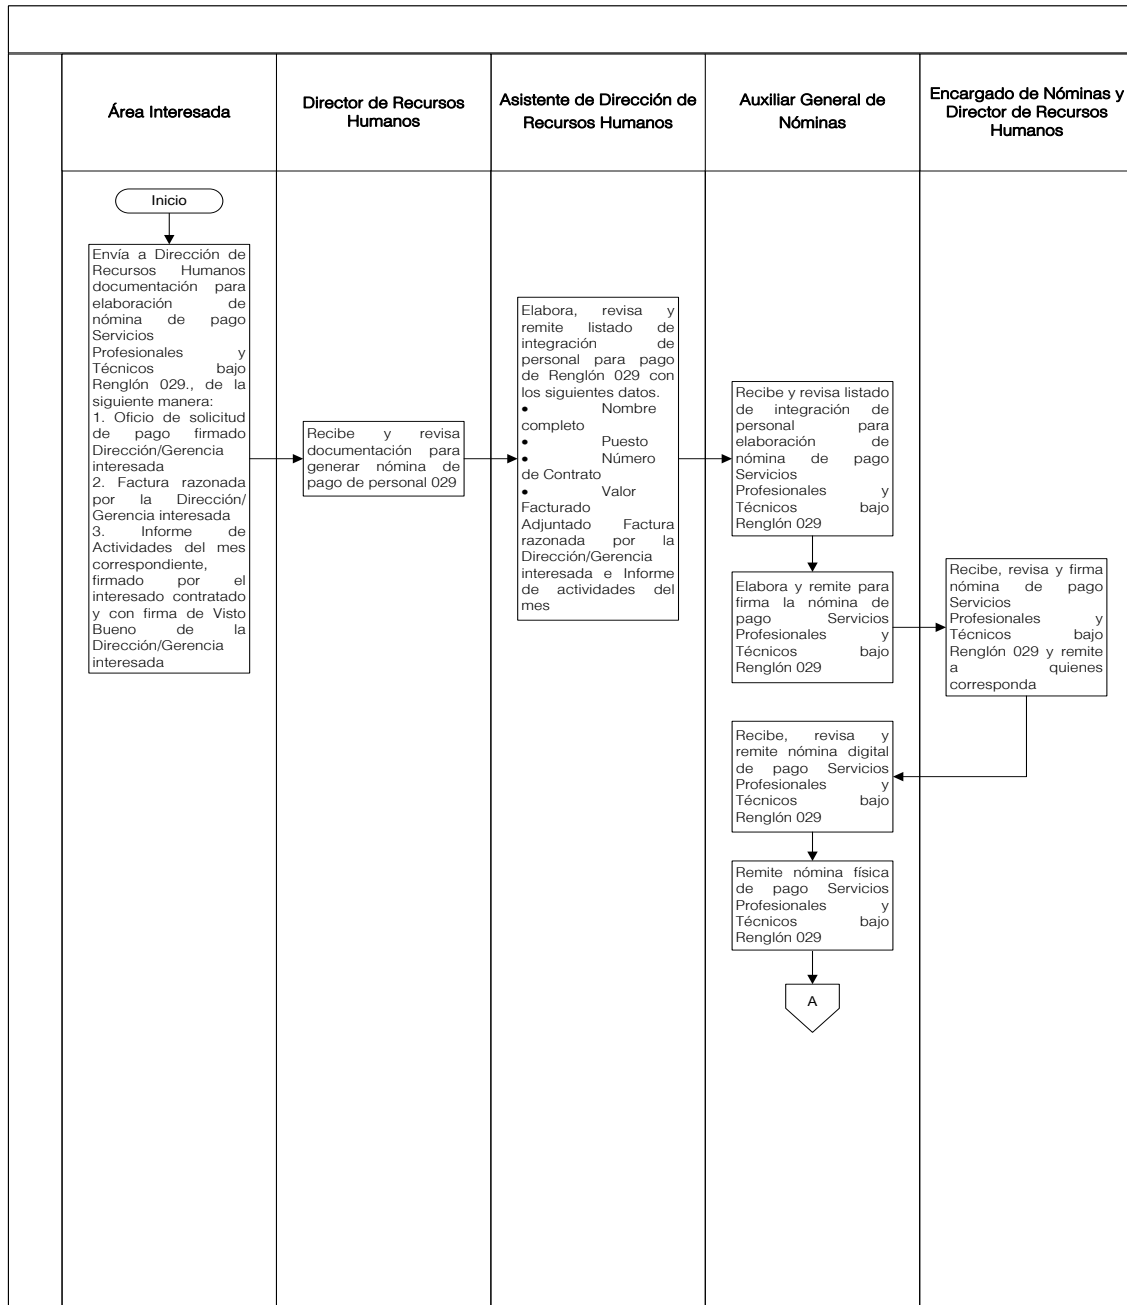 Área Interesada
Director de Recursos
Humanos
Asistente de Dirección de
Recursos Humanos
Auxiliar General de
Nóminas
Encargado de Nóminas y
Director de Recursos
Humanos
Inicio
Envía a Dirección de
Recursos Humanos
documentación para
elaboración de
nómina de pago
Servicios
Profesionales y
Técnicos bajo
Renglón 029., de la
siguiente manera:
1. Oficio de solicitud
de pago firmado
Dirección/Gerencia
interesada
2. Factura razonada
por la Dirección/
Gerencia interesada
3. Informe de
Actividades del mes
correspondiente,
firmado por el
interesado contratado
y con firma de Visto
Bueno de la
Dirección/Gerencia
interesada
Recibe y revisa
documentación para
generar nómina de
pago de personal 029
Elabora, revisa y
remite listado de
integración de
personal para pago
de Renglón 029 con
los siguientes datos.
• Nombre
completo
• Puesto
• Número
de Contrato
• Valor
Facturado
Adjuntado Factura
razonada por la
Dirección/Gerencia
interesada e Informe
de actividades del
mes
Recibe y revisa listado
de integración de
personal para
elaboración de
nómina de pago
Servicios
Profesionales y
Técnicos bajo
Renglón 029
Elabora y remite para
firma la nómina de
pago Servicios
Profesionales y
Técnicos bajo
Renglón 029
Recibe, revisa y firma
nómina de pago
Servicios
Profesionales y
Técnicos bajo
Renglón 029 y remite
a quienes
corresponda
Recibe, revisa y
remite nómina digital
de pago Servicios
Profesionales y
Técnicos bajo
Renglón 029
Remite nómina física
de pago Servicios
Profesionales y
Técnicos bajo
Renglón 029
A